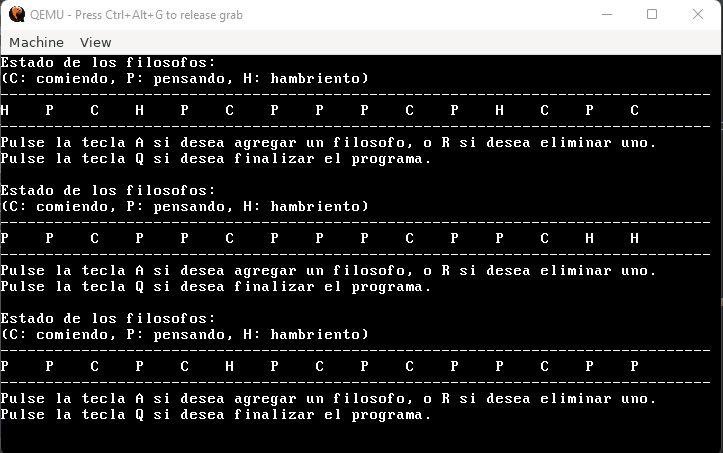 QEMU - Press Ctrl+Alt+G to release grab
Machine View
Estado de los filosofos:
(C: comiendo, P: pensando, H: hambriento)
-------------------------------------------------------------------------------
H P C H P C P P P C P H C P C
-------------------------------------------------------------------------------
Pulse la tecla A si desea agregar un filosofo, o R si desea eliminar uno.
Pulse la tecla Q si desea finalizar el programa.
Estado de los filosofos:
(C: comiendo, P: pensando, H: hambriento)
-------------------------------------------------------------------------------
P P C P P C P P P C P P C H H
-------------------------------------------------------------------------------
Pulse la tecla A si desea agregar un filosofo, o R si desea eliminar uno.
Pulse la tecla Q si desea finalizar el programa.
Estado de los filosofos:
(C: comiendo, P: pensando, H: hambriento)
-------------------------------------------------------------------------------
P P C P C H P C P C P P C P P
-------------------------------------------------------------------------------
Pulse la tecla A si desea agregar un filosofo, o R si desea eliminar uno.
Pulse la tecla Q si desea finalizar el programa.